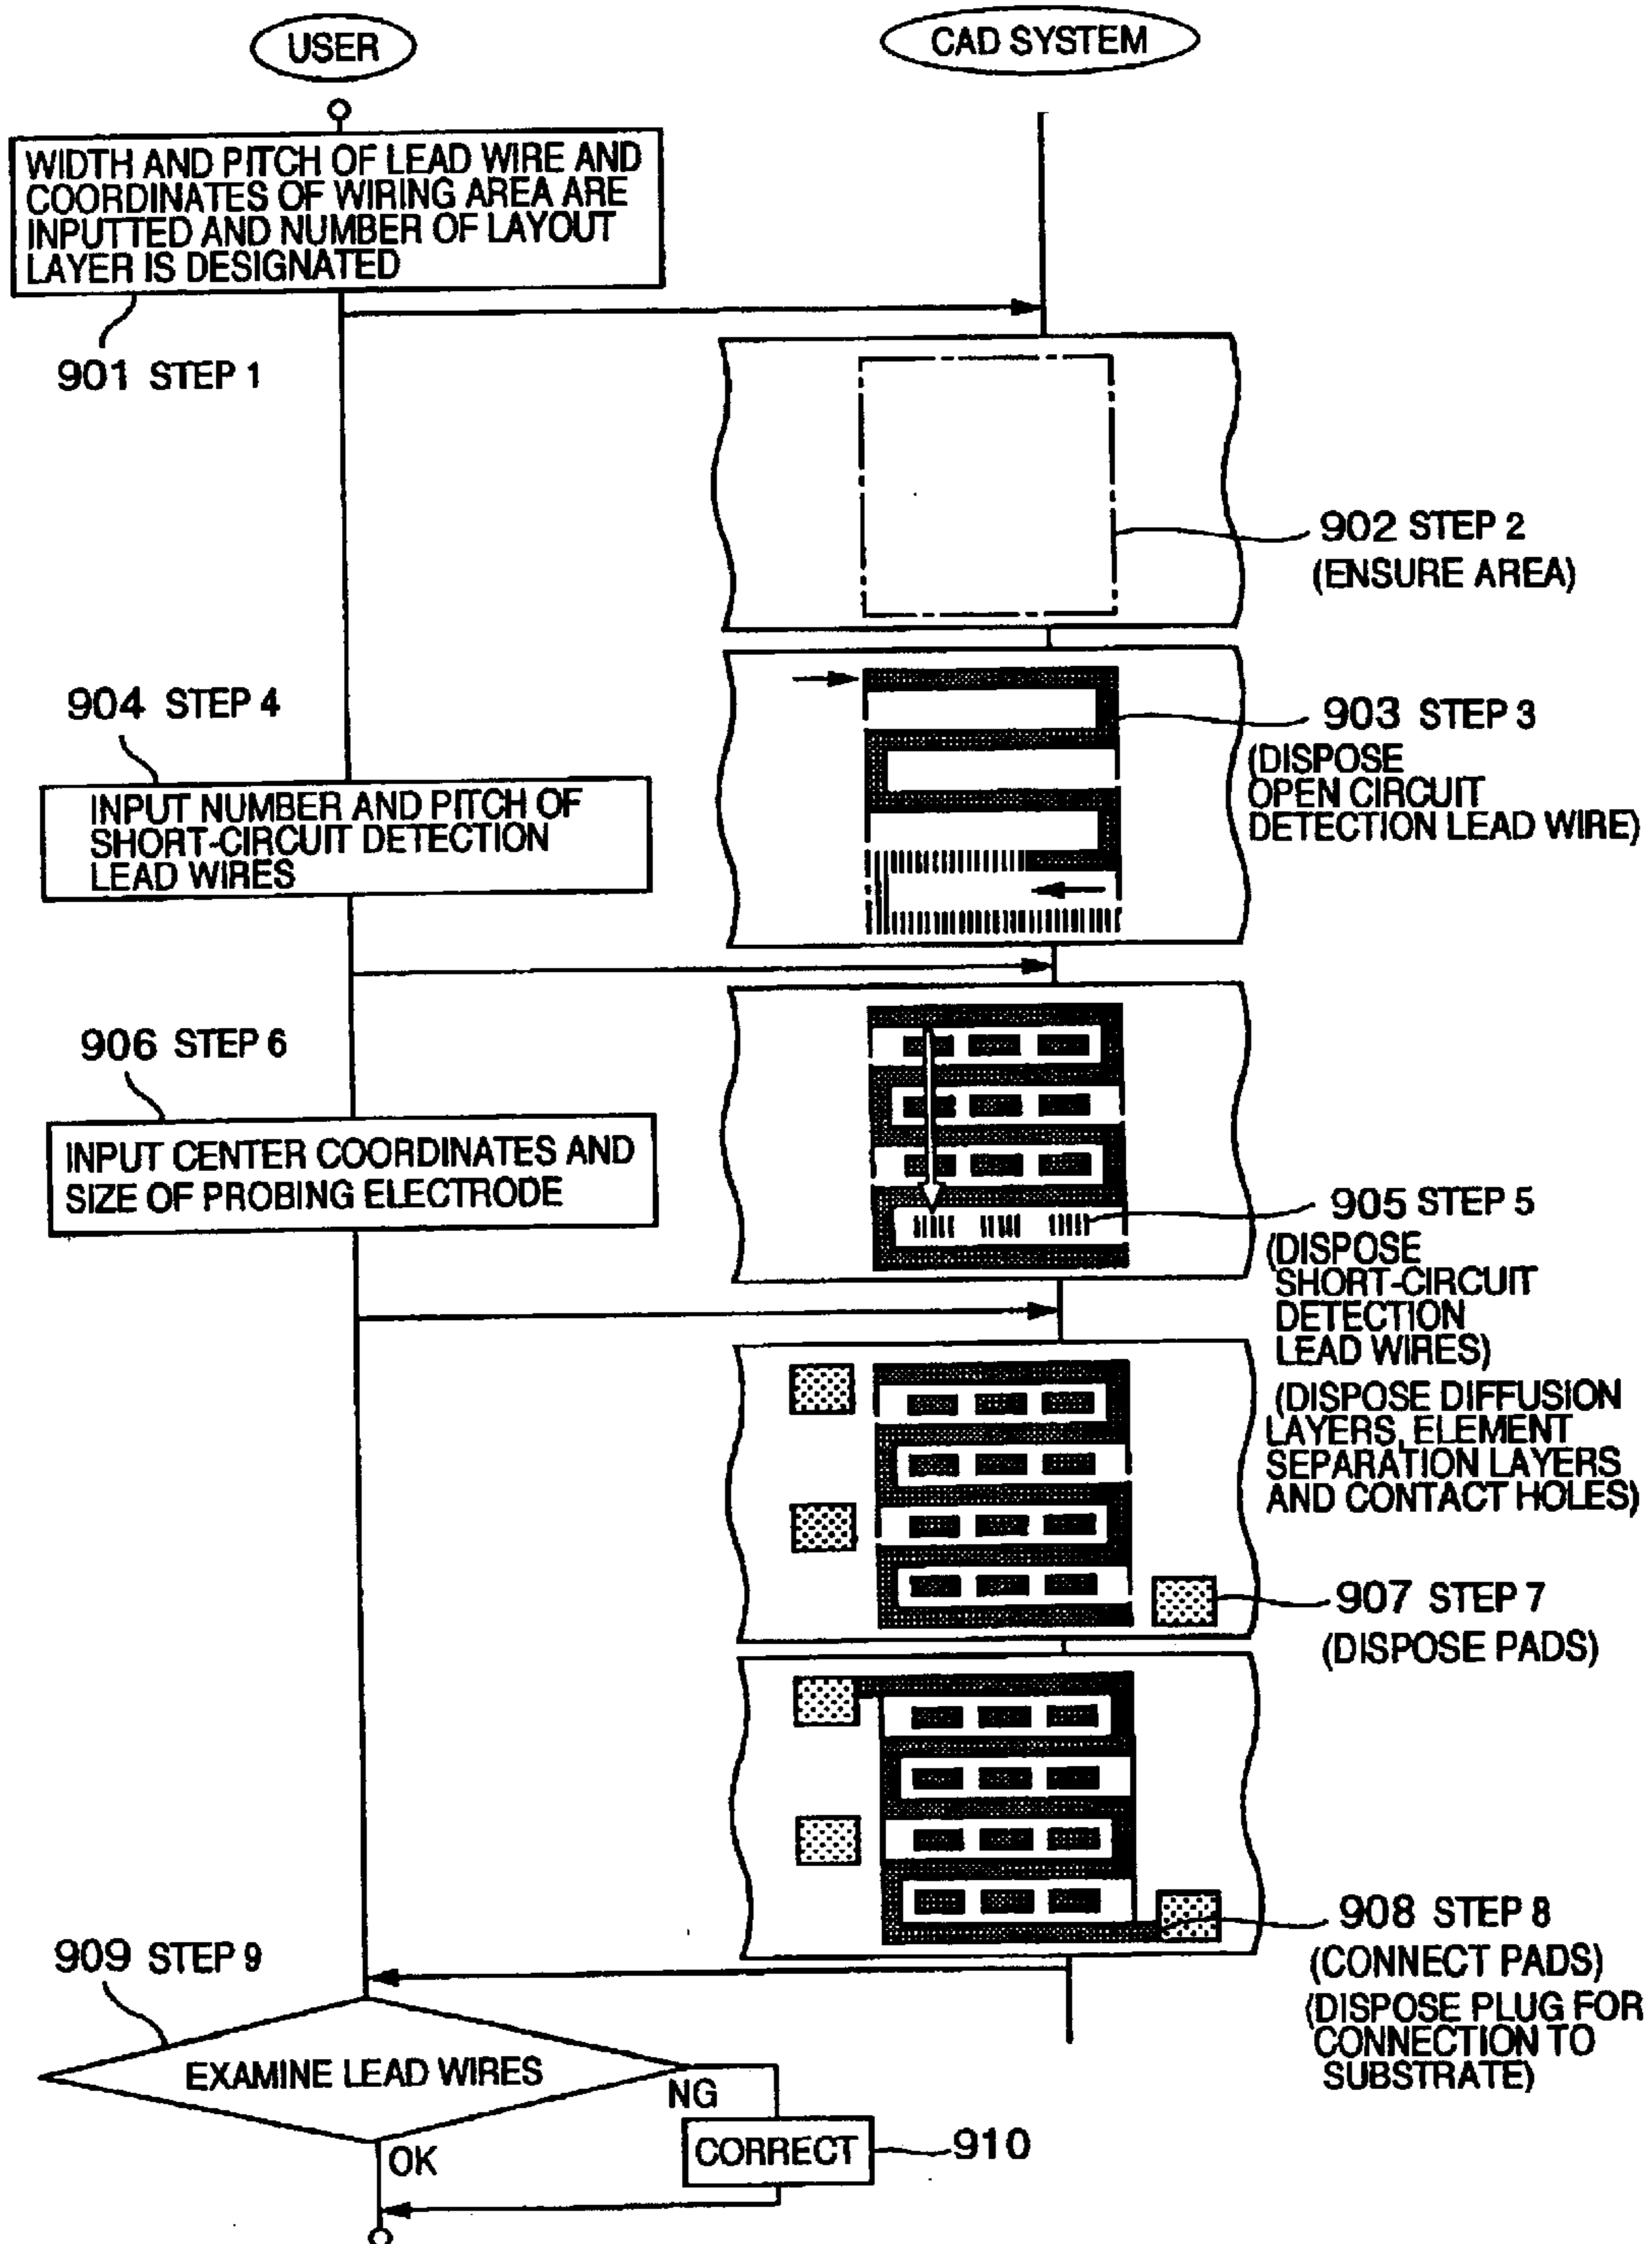 USER
CAD SYSTEM
WIDTH AND PITCH OF LEAD WIRE AND
COORDINATES OF WIRING AREA ARE
INPUTTED AND NUMBER OF LAYOUT
LAYER IS DESIGNATED
901 STEP 1
902 STEP 2
(ENSURE AREA)
903 STEP 3
(DISPOSE
OPEN CIRCUIT
DETECTION LEAD WIRE)
904 STEP 4
INPUT NUMBER AND PITCH OF
SHORT-CIRCUIT DETECTION
LEAD WIRES
906 STEP 6
INPUT CENTER COORDINATES AND
SIZE OF PROBING ELECTRODE
905 STEP 5
(DISPOSE
SHORT-CIRCUIT
DETECTION
LEAD WIRES)
(DISPOSE DIFFUSION
LAYERS, ELEMENT
SEPARATION LAYERS
AND CONTACT HOLES)
907 STEP 7
(DISPOSE PADS)
908 STEP 8
(CONNECT PADS)
(DISPOSE PLUG FOR
CONNECTION TO
SUBSTRATE)
909 STEP 9
EXAMINE LEAD WIRES
NG
CORRECT
910
OK